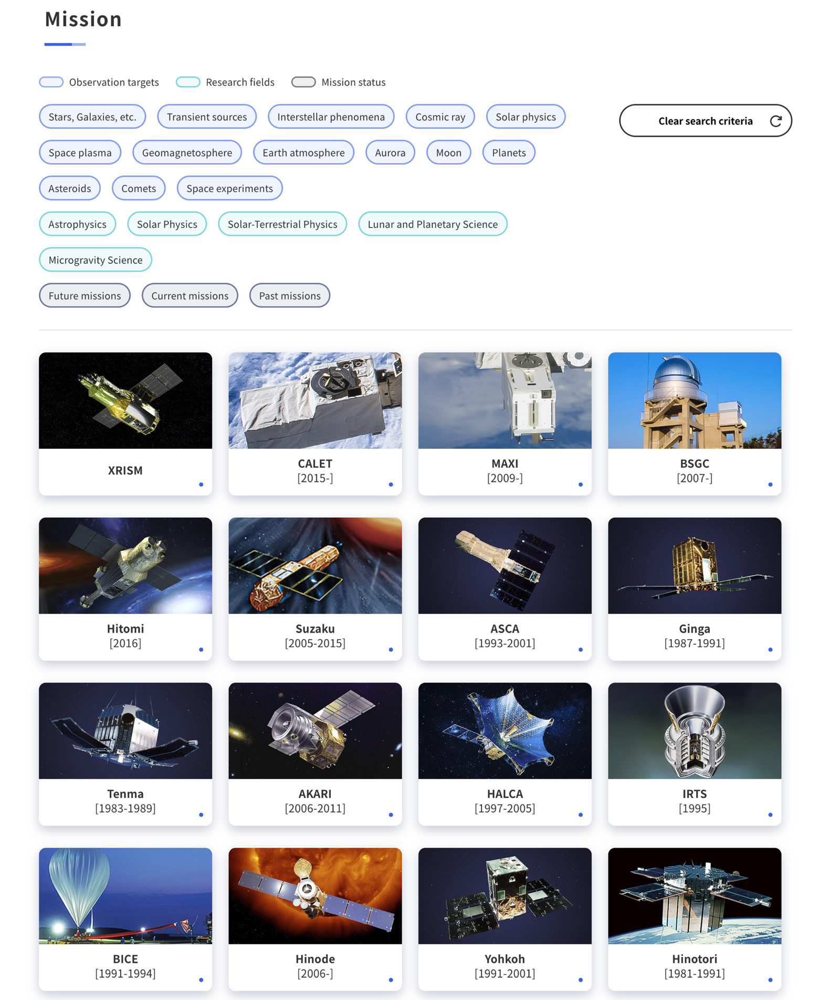 Mission
Observation targets Research fields Mission status
Stars, Galaxies, etc. Transient sources Interstellar phenomena Cosmic ray Solar physics
Clear search criteria
Space plasma Geomagnetosphere Earth atmosphere Aurora Moon Planets
Asteroids Comets Space experiments
Astrophysics Solar Physics Solar-Terrestrial Physics Lunar and Planetary Science
Microgravity Science
Future missions Current missions Past missions
XRISM
CALET
[2015-]
MAXI
[2009-]
BSGC
[2007-]
Hitomi
[2016]
Suzaku
[2005-2015]
ASCA
[1993-2001]
Ginga
[1987-1991]
Tenma
[1983-1989]
AKARI
[2006-2011]
HALCA
[1997-2005]
IRTS
[1995]
BICE
[1991-1994]
Hinode
[2006-]
Yohkoh
[1991-2001]
Hinotori
[1981-1991]